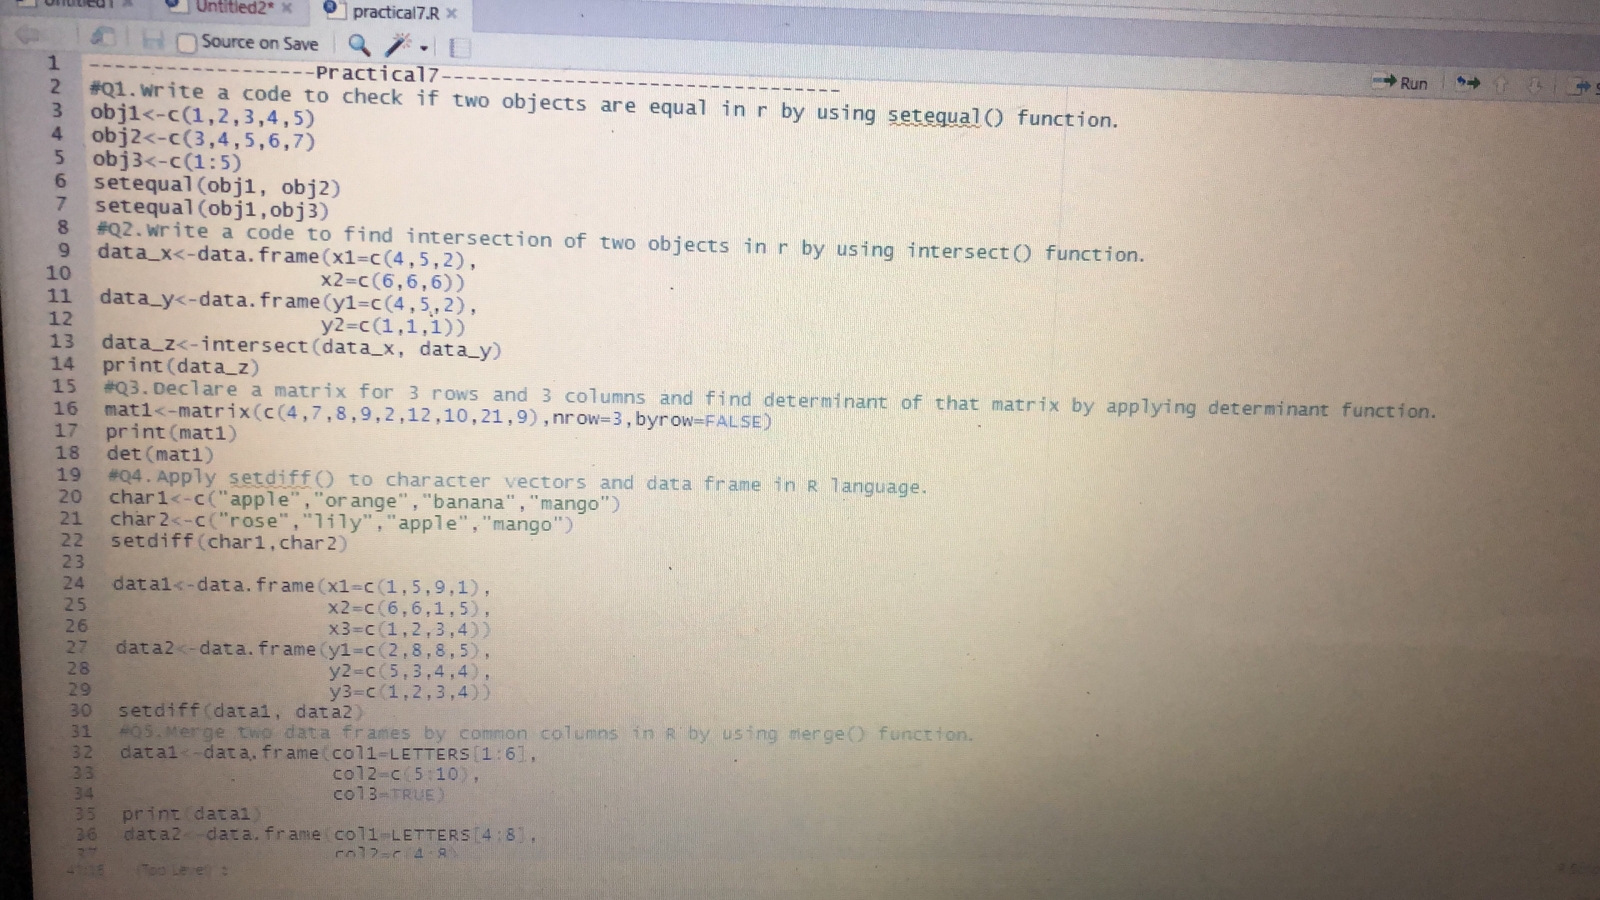 Untitled1 ×
Untitled2* ×
practical7.R ×
Source on Save
Run
1 ------------------Practical7---------------------------------
2 #Q1.Write a code to check if two objects are equal in r by using setequal() function.
3 obj1<-c(1,2,3,4,5)
4 obj2<-c(3,4,5,6,7)
5 obj3<-c(1:5)
6 setequal(obj1, obj2)
7 setequal(obj1,obj3)
8 #Q2.Write a code to find intersection of two objects in r by using intersect() function.
9 data_x<-data.frame(x1=c(4,5,2),
10 x2=c(6,6,6))
11 data_y<-data.frame(y1=c(4,5,2),
12 y2=c(1,1,1))
13 data_z<-intersect(data_x, data_y)
14 print(data_z)
15 #Q3.Declare a matrix for 3 rows and 3 columns and find determinant of that matrix by applying determinant function.
16 mat1<-matrix(c(4,7,8,9,2,12,10,21,9),nrow=3,byrow=FALSE)
17 print(mat1)
18 det(mat1)
19 #Q4.Apply setdiff() to character vectors and data frame in R language.
20 char1<-c("apple","orange","banana","mango")
21 char2<-c("rose","lily","apple","mango")
22 setdiff(char1,char2)
23
24 data1<-data.frame(x1=c(1,5,9,1),
25 x2=c(6,6,1,5),
26 x3=c(1,2,3,4))
27 data2<-data.frame(y1=c(2,8,8,5),
28 y2=c(5,3,4,4),
29 y3=c(1,2,3,4))
30 setdiff(data1, data2)
31 #Q5.Merge two data frames by common columns in R by using merge() function.
32 data1<-data.frame(col1=LETTERS[1:6],
33 col2=c(5:10),
34 col3=TRUE)
35 print(data1)
36 data2<-data.frame(col1=LETTERS[4:8],
37 col2=c(4:8)
(Top Level)